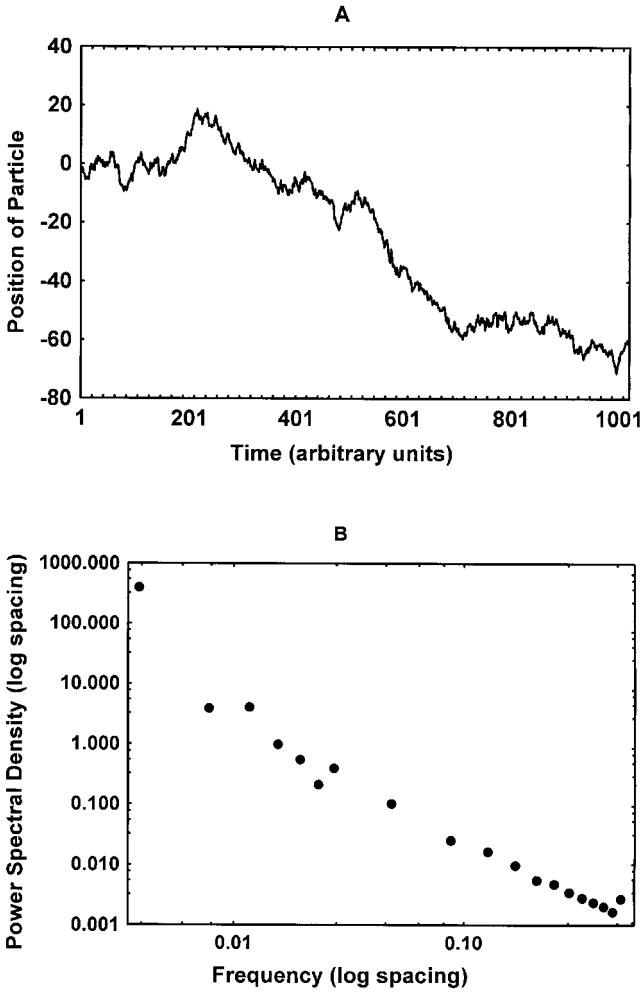 A
Position of Particle
40
20
0
-20
-40
-60
-80
1 201 401 601 801 1001
Time (arbitrary units)
B
Power Spectral Density (log spacing)
1000.000
100.000
10.000
1.000
0.100
0.010
0.001
0.01 0.10
Frequency (log spacing)